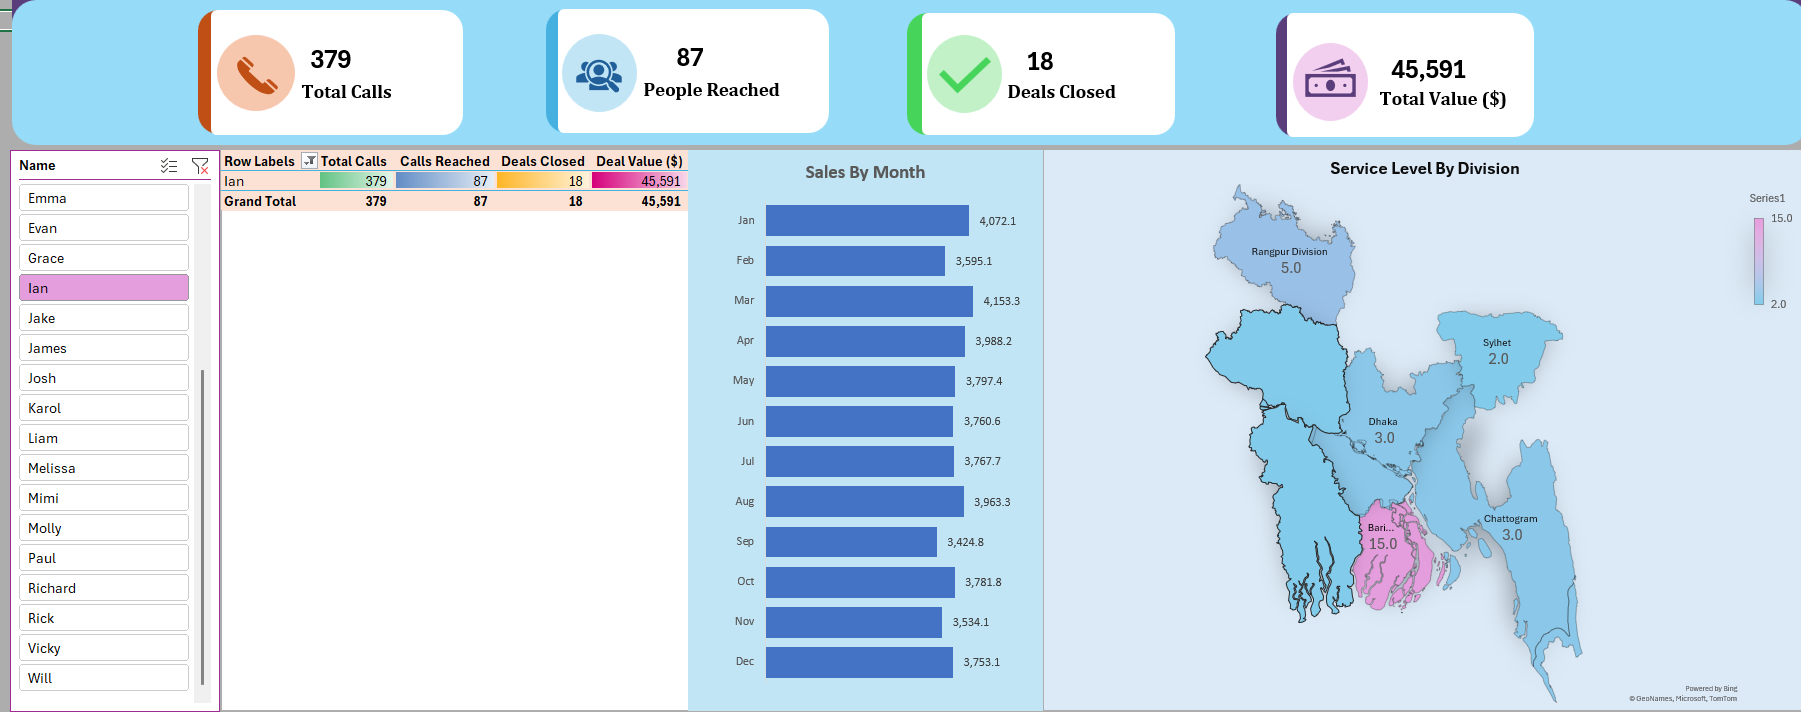 379
Total Calls
87
People Reached
18
Deals Closed
45,591
Total Value ($)
Name
Emma
Evan
Grace
Ian
Jake
James
Josh
Karol
Liam
Melissa
Mimi
Molly
Paul
Richard
Rick
Vicky
Will
Row Labels Total Calls Calls Reached Deals Closed Deal Value ($)
Ian 379 87 18 45,591
Grand Total 379 87 18 45,591
Sales By Month
Jan 4,072.1
Feb 3,595.1
Mar 4,153.3
Apr 3,988.2
May 3,797.4
Jun 3,760.6
Jul 3,767.7
Aug 3,963.3
Sep 3,424.8
Oct 3,781.8
Nov 3,534.1
Dec 3,753.1
Service Level By Division
Series1
15.0
2.0
Rangpur Division
5.0
Sylhet
2.0
Dhaka
3.0
Chattogram
3.0
Bari...
15.0
Powered by Bing
© GeoNames, Microsoft, TomTom